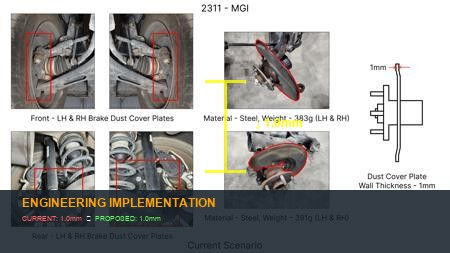 2311 - MGI
1mm
Front - LH & RH Brake Dust Cover Plates
Material - Steel, Weight - 383g (LH & RH)
1.0mm
Dust Cover Plate
Wall Thickness - 1mm
ENGINEERING IMPLEMENTATION
CURRENT: 1.0mm
PROPOSED: 1.0mm
Material - Steel, Weight - 391g (LH & RH)
Rear - LH & RH Brake Dust Cover Plates
Current Scenario